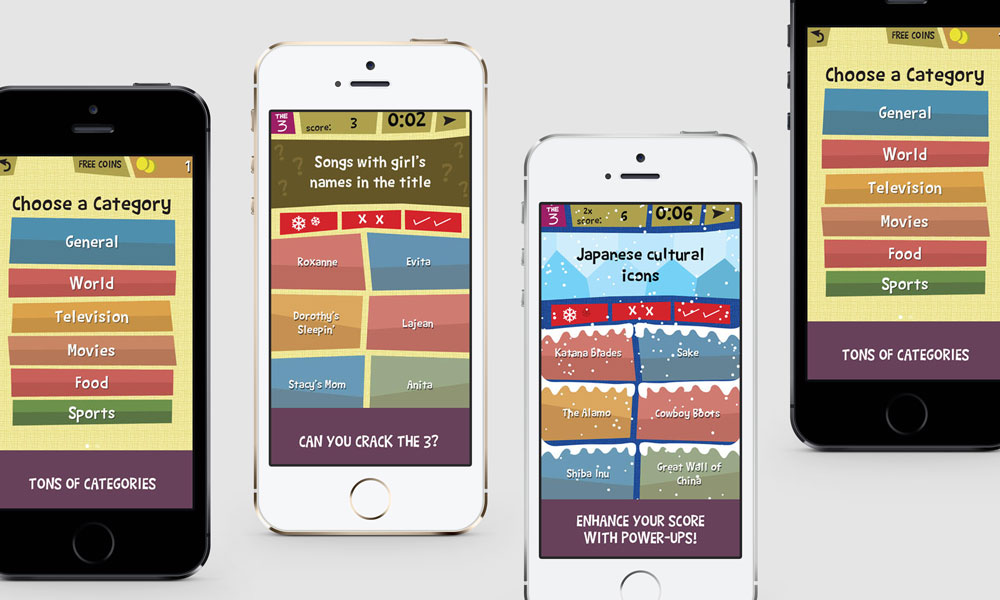 FREE COINS
1
Choose a Category
General
World
Television
Movies
Food
Sports
TONS OF CATEGORIES
THE
3
score: 3
0:02
Songs with girl's
names in the title
Roxanne
Evita
Dorothy's
Sleepin'
Lajean
Stacy's Mom
Anita
CAN YOU CRACK THE 3?
THE
3
2x
score: 6
0:06
Japanese cultural
icons
Katana Blades
Sake
The Alamo
Cowboy Boots
Shiba Inu
Great Wall of
China
ENHANCE YOUR SCORE
WITH POWER-UPS!
FREE COINS
Choose a Category
General
World
Television
Movies
Food
Sports
TONS OF CATEGORIES